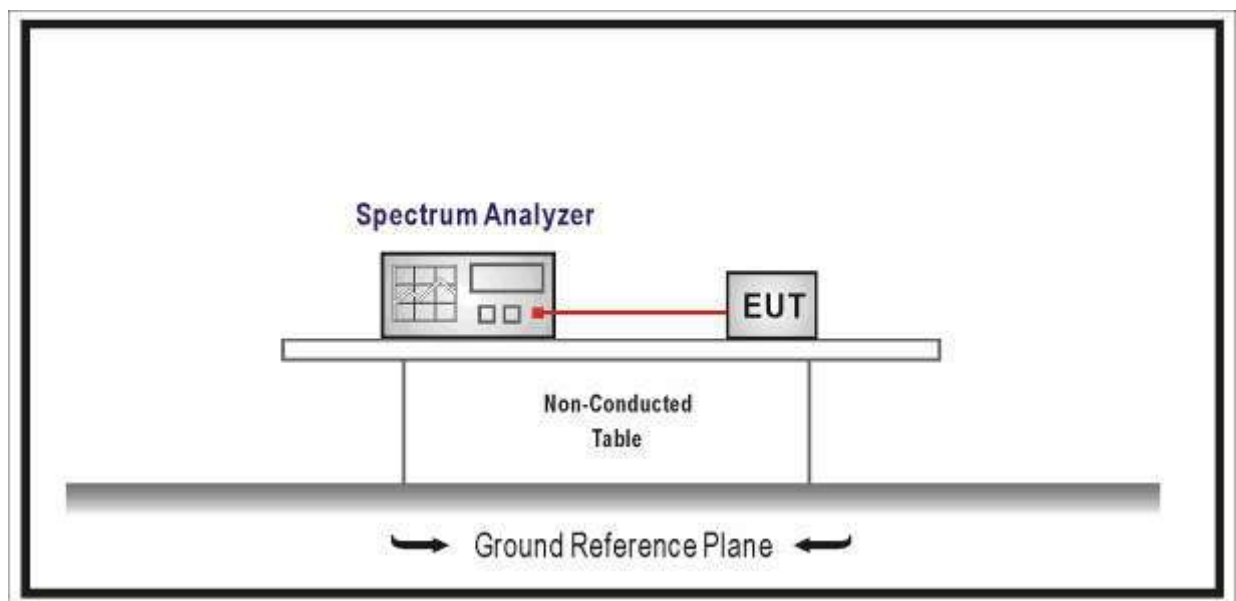 Spectrum Analyzer
EUT
Non-Conducted
Table
Ground Reference Plane